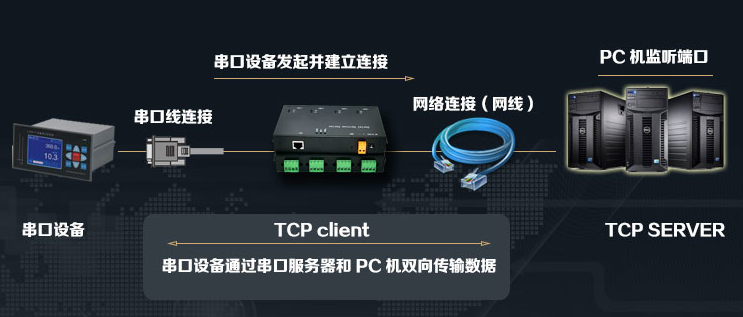 串口设备发起并建立连接
PC 机监听端口
串口线连接
网络连接（网线）
串口设备
TCP client
TCP SERVER
串口设备通过串口服务器和 PC 机双向传输数据